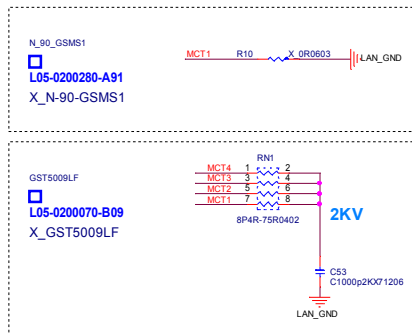 N_90_GSMS1
L05-0200280-A91
X_N-90-GSMS1
MCT1
R10
X_0R0603
LAN_GND
GST5009LF
L05-0200070-B09
X_GST5009LF
RN1
MCT4 1 2
MCT3 3 4
MCT2 5 6
MCT1 7 8
8P4R-75R0402
2KV
C53
C1000p2KX71206
LAN_GND